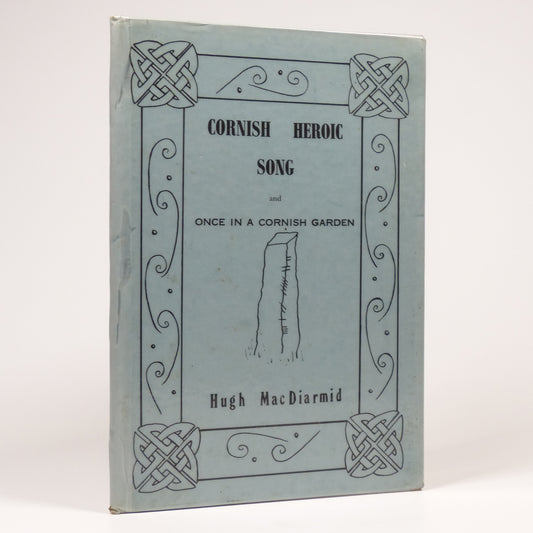 CORNISH HEROIC
SONG
and
ONCE IN A CORNISH GARDEN
Hugh MacDiarmid